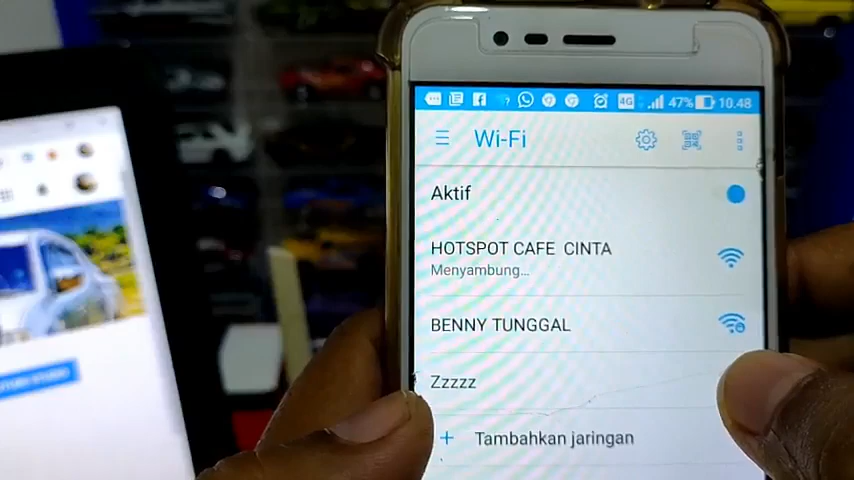 4G 47% 10.48
Wi-Fi
Aktif
HOTSPOT CAFE CINTA
Menyambung...
BENNY TUNGGAL
Zzzzz
+ Tambahkan jaringan